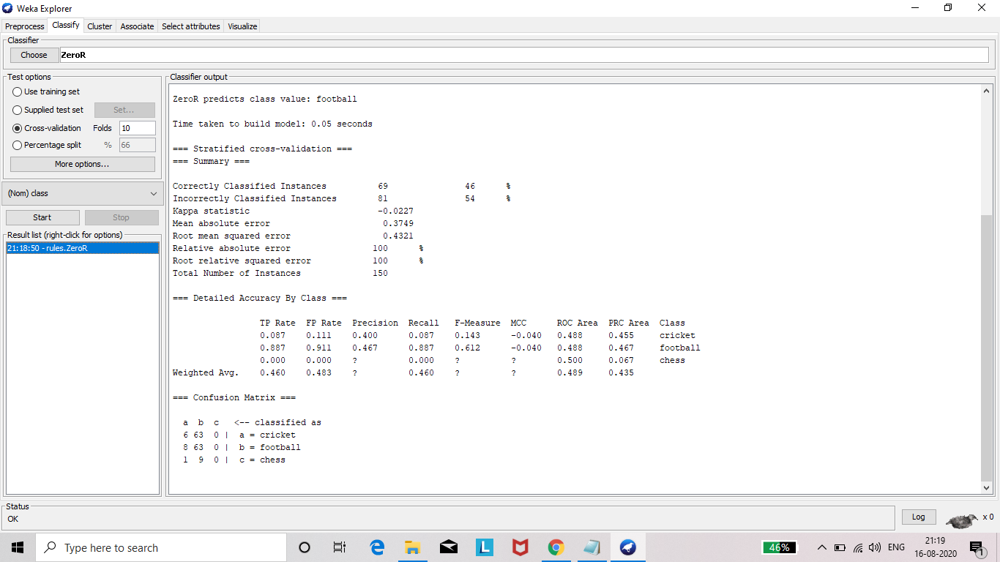 Weka Explorer
Preprocess Classify Cluster Associate Select attributes Visualize
Classifier
Choose ZeroR
Test options
Use training set
Supplied test set Set...
Cross-validation Folds 10
Percentage split % 66
More options...
(Nom) class
Start Stop
Result list (right-click for options)
21:18:50 - rules.ZeroR
Classifier output
ZeroR predicts class value: football
Time taken to build model: 0.05 seconds
=== Stratified cross-validation ===
=== Summary ===
Correctly Classified Instances 69 46 %
Incorrectly Classified Instances 81 54 %
Kappa statistic -0.0227
Mean absolute error 0.3749
Root mean squared error 0.4321
Relative absolute error 100 %
Root relative squared error 100 %
Total Number of Instances 150
=== Detailed Accuracy By Class ===
TP Rate FP Rate Precision Recall F-Measure MCC ROC Area PRC Area Class
0.087 0.111 0.400 0.087 0.143 -0.040 0.488 0.455 cricket
0.887 0.911 0.467 0.887 0.612 -0.040 0.488 0.467 football
0.000 0.000 ? 0.000 ? ? 0.500 0.067 chess
Weighted Avg. 0.460 0.483 ? 0.460 ? ? 0.489 0.435
=== Confusion Matrix ===
a b c <-- classified as
6 63 0 | a = cricket
8 63 0 | b = football
1 9 0 | c = chess
Status
OK
Log x 0
Type here to search
L
46%
ENG
21:19
16-08-2020
1